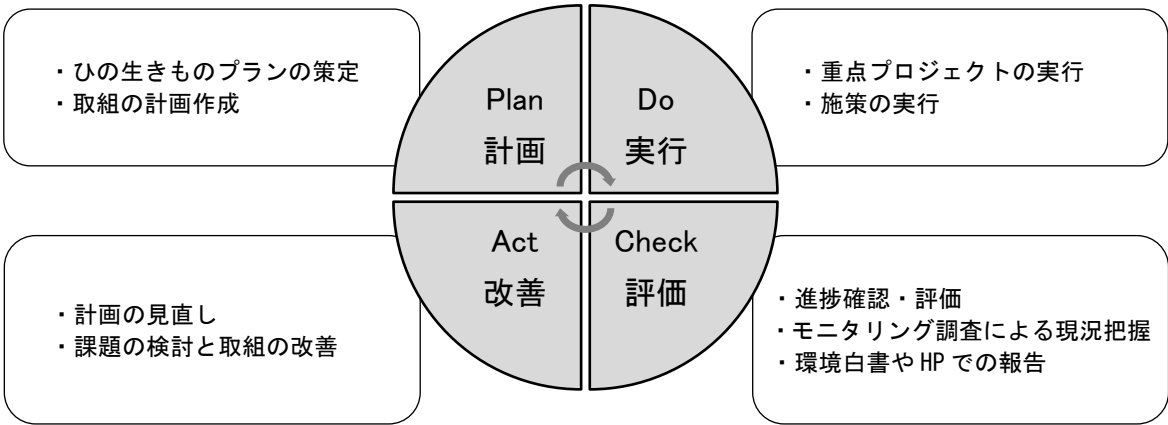 ・ひの生きものプランの策定
・取組の計画作成
Plan
計画
Do
実行
・重点プロジェクトの実行
・施策の実行
・計画の見直し
・課題の検討と取組の改善
Act
改善
Check
評価
・進捗確認・評価
・モニタリング調査による現況把握
・環境白書や HP での報告